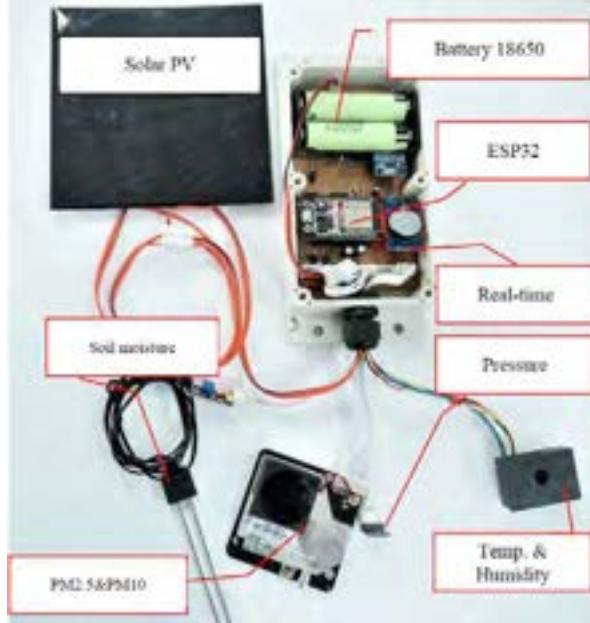 Solar PV
Battery 18650
ESP32
Real-time
Soil moisture
Pressure
PM2.5&PM10
Temp. &
Humidity